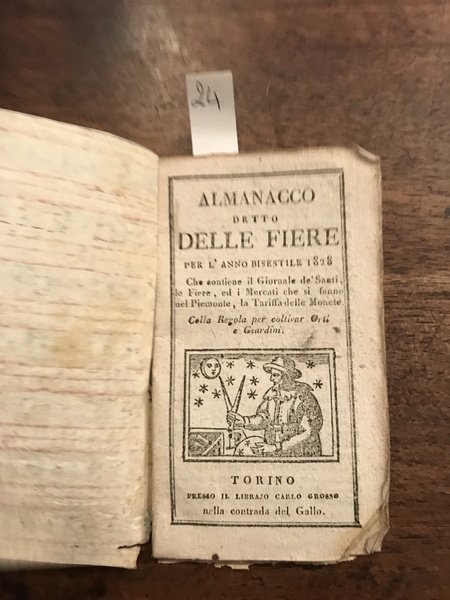 24
ALMANACCO
DETTO
DELLE FIERE
PER L'ANNO BISESTILE 1828
Che contiene il Giornale de' Santi,
le Fiere, ed i Mercati che si fanno
nel Piemonte, la Tariffa delle Monete.
Colla Regola per coltivar Orti
e Giardini.
TORINO
PRESSO IL LIBRAJO CARLO GROSSO
nella contrada del Gallo.